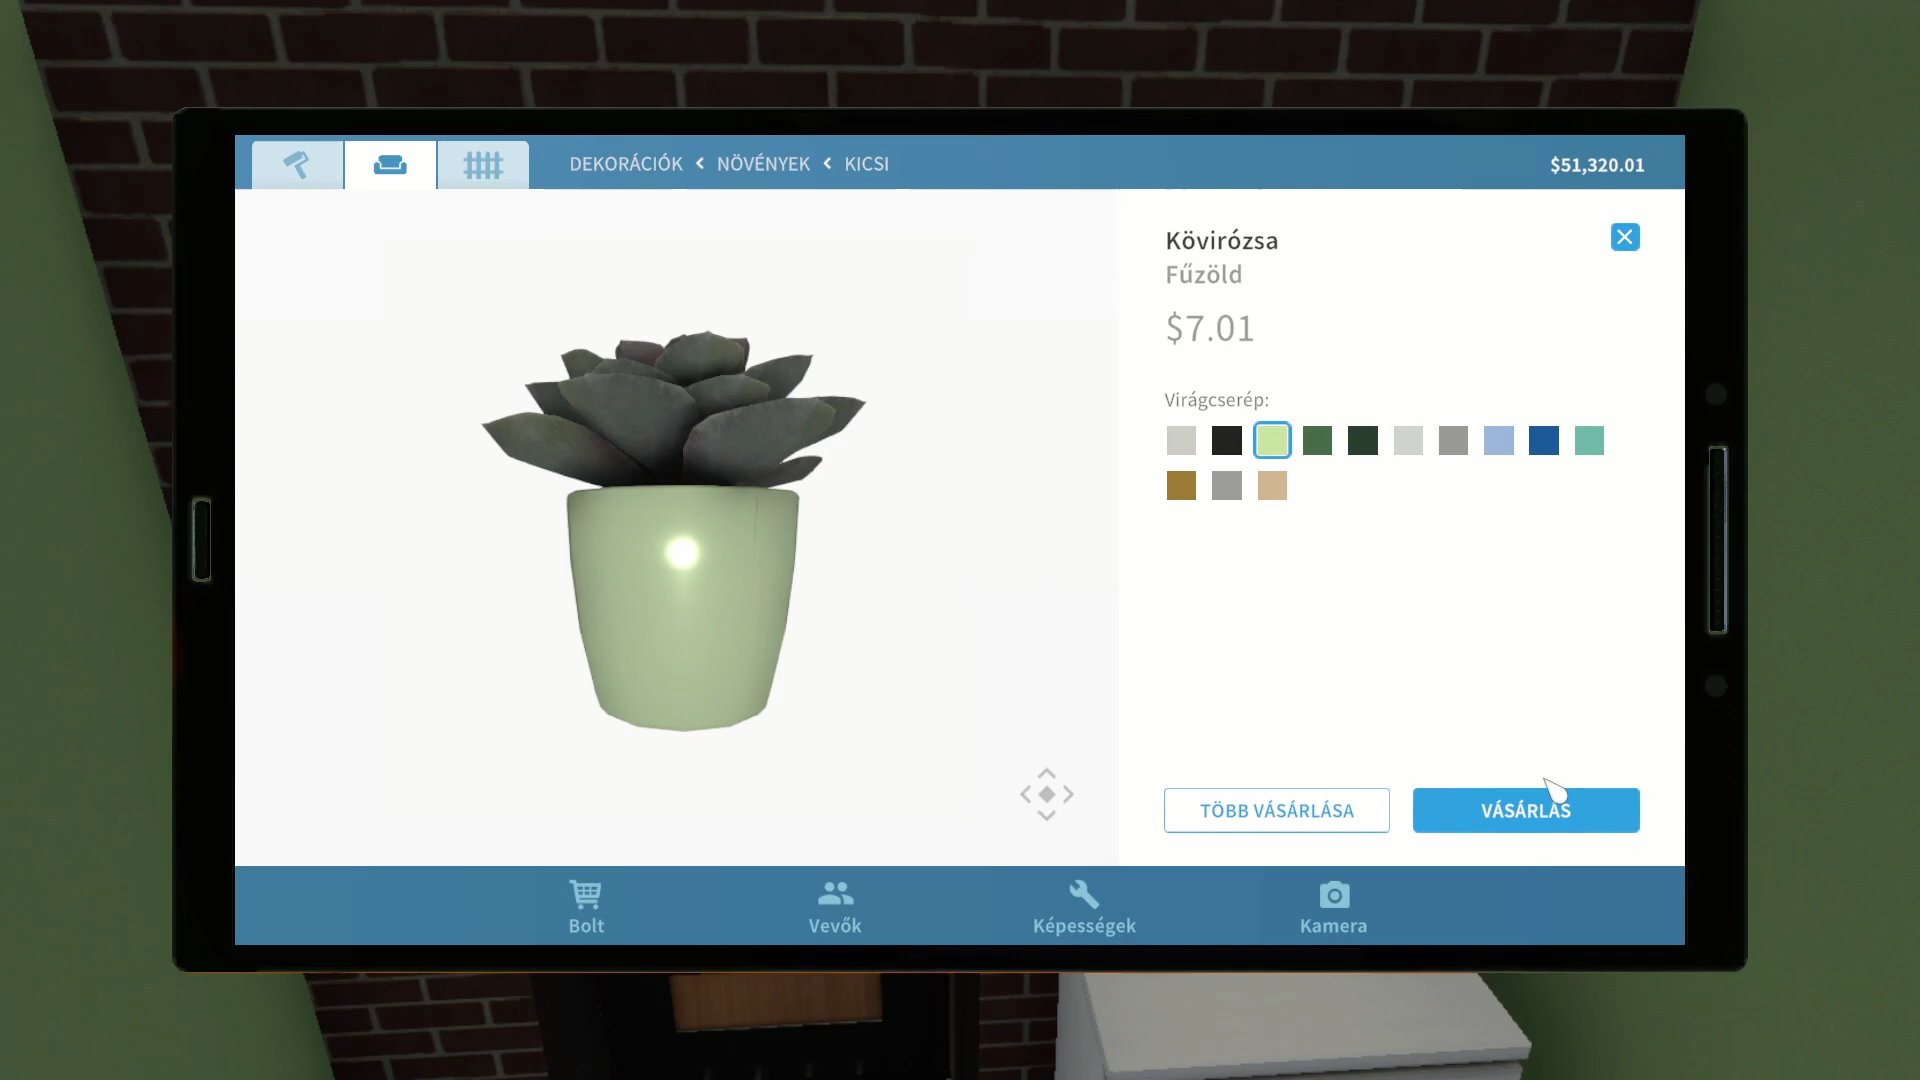 DEKORÁCIÓK < NÖVÉNYEK < KICSI
$51,320.01
Kövirózsa
Fűzöld
$7.01
Virágcserép:
TÖBB VÁSÁRLÁSA
VÁSÁRLÁS
Bolt
Vevők
Képességek
Kamera